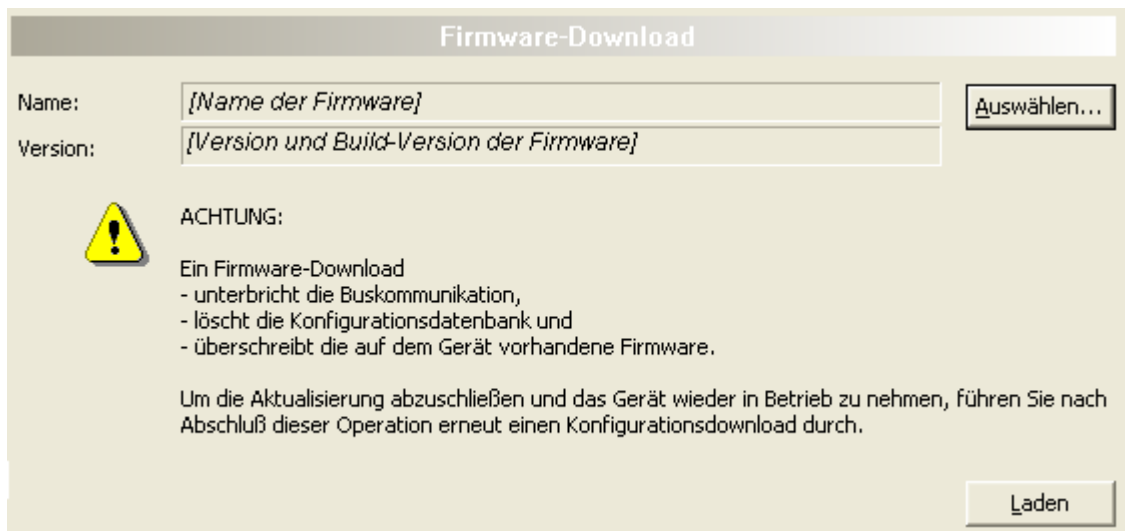 Firmware-Download
Name: [Name der Firmware] Auswählen...
Version: [Version und Build-Version der Firmware]
ACHTUNG:
Ein Firmware-Download
- unterbricht die Buskommunikation,
- löscht die Konfigurationsdatenbank und
- überschreibt die auf dem Gerät vorhandene Firmware.
Um die Aktualisierung abzuschließen und das Gerät wieder in Betrieb zu nehmen, führen Sie nach
Abschluß dieser Operation erneut einen Konfigurationsdownload durch.
Laden